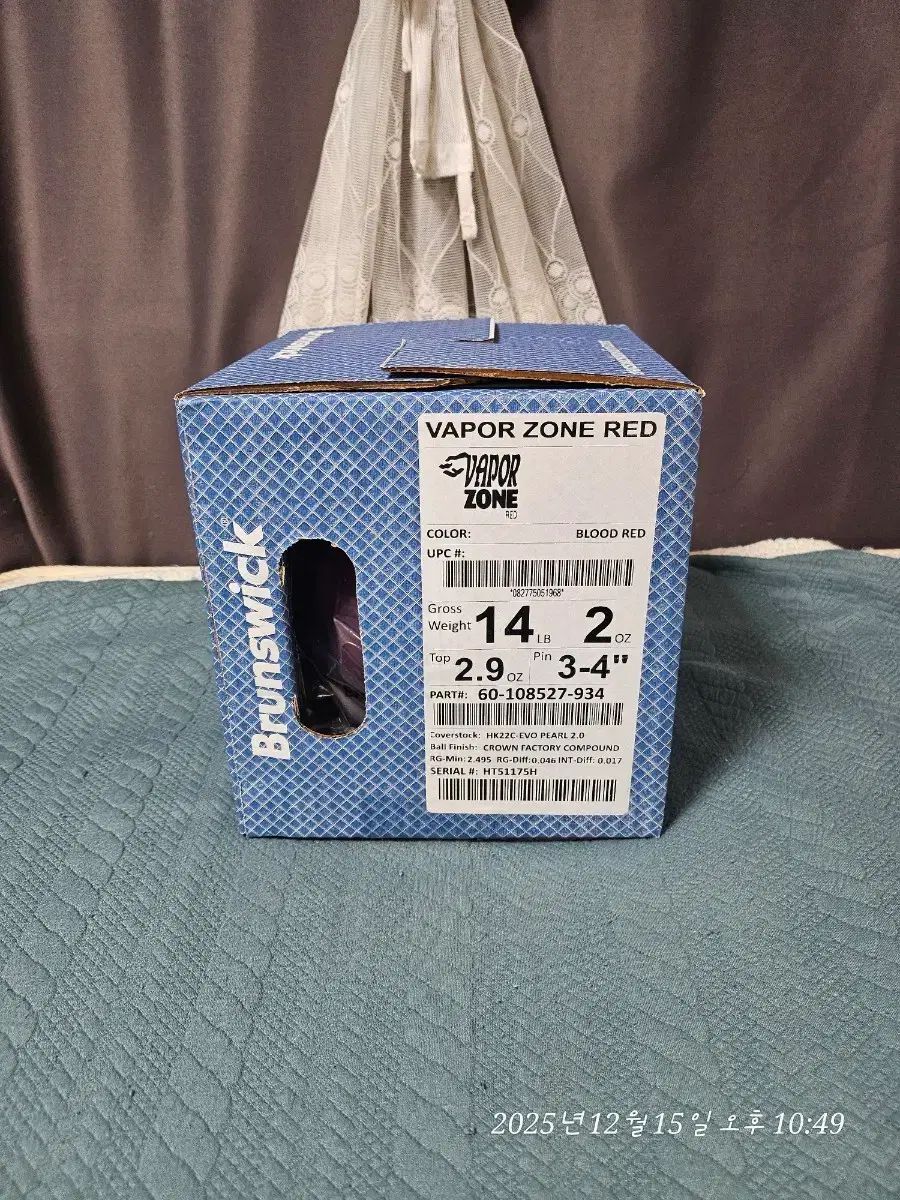 Brunswick
Brunswick
VAPOR ZONE RED
VAPOR
ZONE
RED
COLOR: BLOOD RED
UPC #:
*082775051968*
Gross
Weight 14 LB 2 OZ
Top 2.9 OZ Pin 3-4"
PART#: 60-108527-934
Coverstock: HK22C-EVO PEARL 2.0
Ball Finish: CROWN FACTORY COMPOUND
RG-Min: 2.495 RG-Diff: 0.046 INT-Diff: 0.017
SERIAL #: HT51175H
2025년 12월 15일 오후 10:49